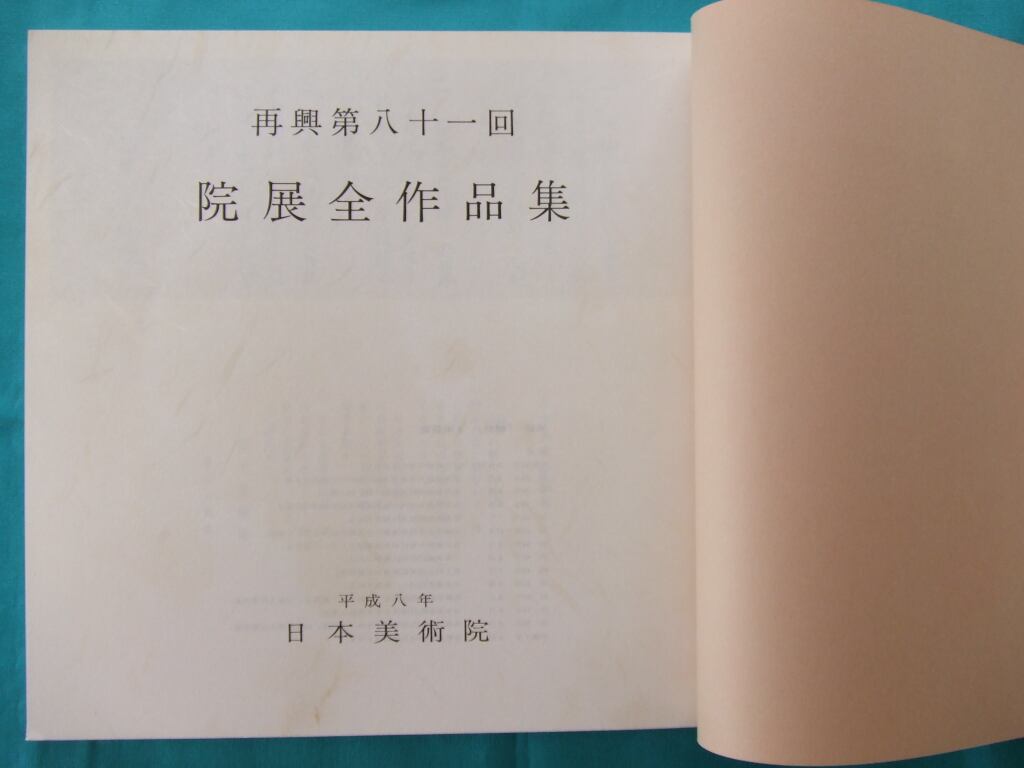 再興第八十一回
院展全作品集
平成八年
日本美術院